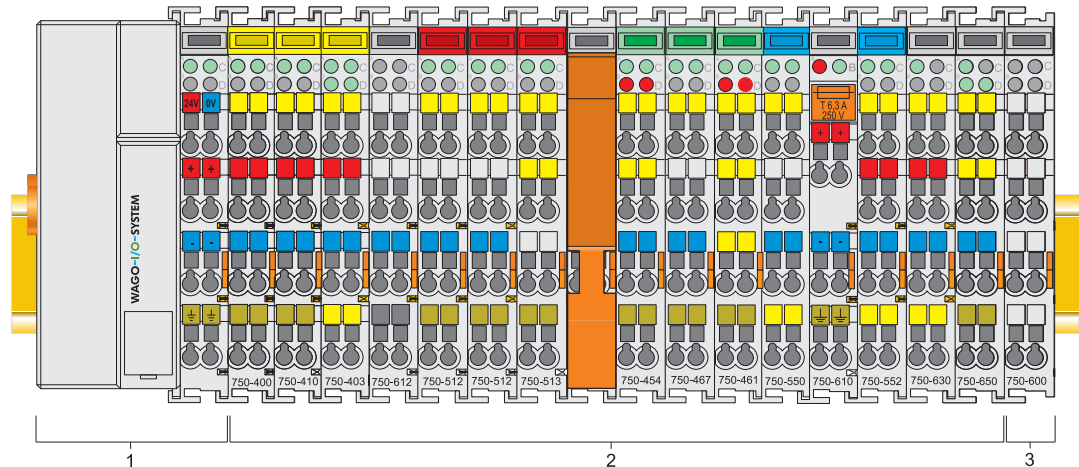 C C C C C C C C C C C B C C C C
D D D D D D D D D D D D D D D
24V 0V
T 6,3 A
250 V
+ +
+ +
WAGO-I/O-SYSTEM
- -
- -
750-400 750-410 750-403 750-612 750-512 750-512 750-513 750-454 750-467 750-461 750-550 750-610 750-552 750-630 750-650 750-600
1 2 3